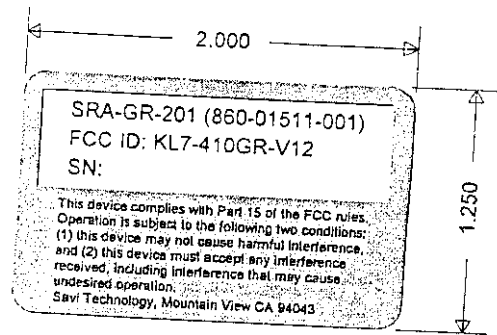 2.000
SRA-GR-201 (860-01511-001)
FCC ID: KL7-410GR-V12
SN:
This device complies with Part 15 of the FCC rules.
Operation is subject to the following two conditions:
(1) this device may not cause harmful interference,
and (2) this device must accept any interference
received, including interference that may cause
undesired operation.
Savi Technology, Mountain View CA 94043
1.250